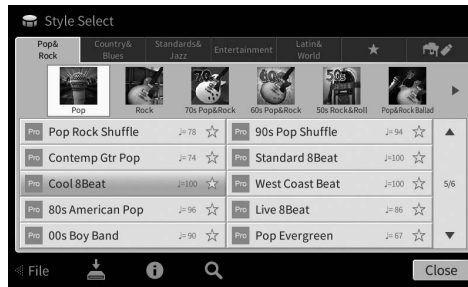 Style Select
Pop& Rock
Country& Blues
Standards& Jazz
Entertainment
Latin& World
Pop
Rock
70s Pop&Rock
60s Pop&Rock
50s Rock&Roll
Pop&Rock Ballad
Pro Pop Rock Shuffle ♩= 78
Pro 90s Pop Shuffle ♩= 94
Pro Contemp Gtr Pop ♩= 74
Pro Standard 8Beat ♩=100
Pro Cool 8Beat ♩=100
Pro West Coast Beat ♩=100
5/6
Pro 80s American Pop ♩= 96
Pro Live 8Beat ♩= 86
Pro 00s Boy Band ♩= 90
Pro Pop Evergreen ♩= 67
File
Close